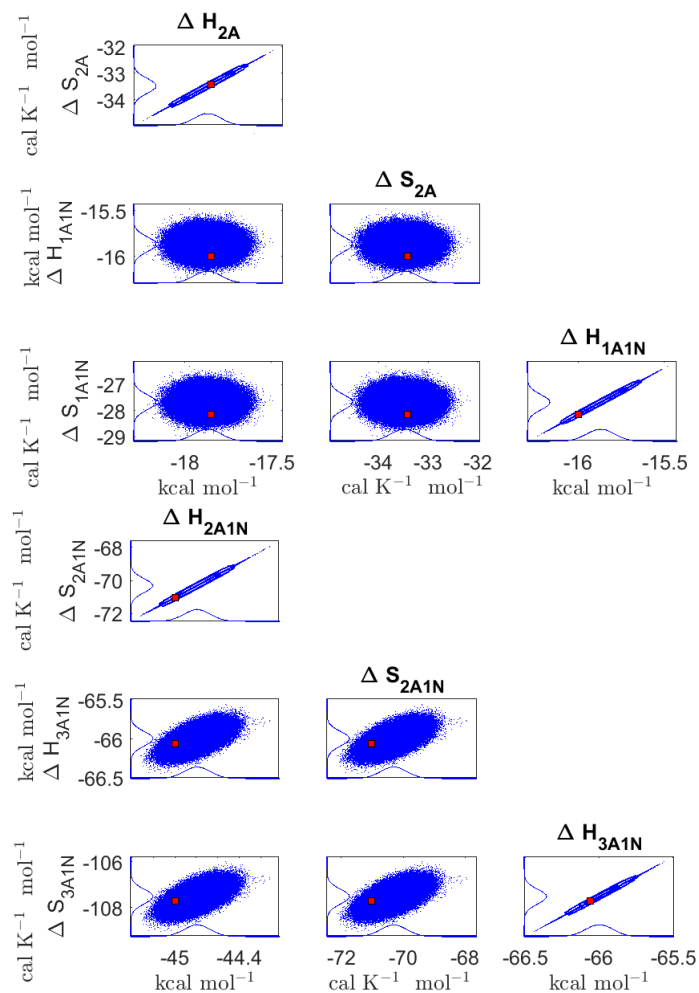 Δ H2A
cal K−1 mol−1
Δ S2A
-32
-33
-34
Δ S2A
kcal mol−1
Δ H1A1N
-15.5
-16
Δ H1A1N
cal K−1 mol−1
Δ S1A1N
-27
-28
-29
-18 -17.5
-34 -33 -32
-16 -15.5
kcal mol−1
cal K−1 mol−1
kcal mol−1
Δ H2A1N
cal K−1 mol−1
Δ S2A1N
-68
-70
-72
Δ S2A1N
kcal mol−1
Δ H3A1N
-65.5
-66
-66.5
Δ H3A1N
cal K−1 mol−1
Δ S3A1N
-106
-108
-45 -44.4
-72 -70 -68
-66.5 -66 -65.5
kcal mol−1
cal K−1 mol−1
kcal mol−1